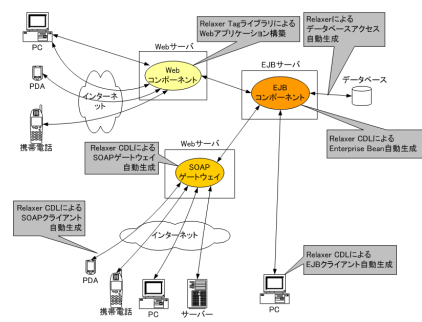 Relaxer Tagライブラリによる
Webアプリケーション構築
Relaxerによる
データベースアクセス
自動生成
PC
Webサーバ
Web
コンポーネント
EJBサーバ
EJB
コンポーネント
データベース
PDA
インターネ
ット
携帯電話
Relaxer CDLによる
Enterprise Bean自動生成
Webサーバ
Relaxer CDLによる
SOAPゲートウェイ
自動生成
SOAP
ゲートウェイ
Relaxer CDLによる
SOAPクライアント
自動生成
インターネット
Relaxer CDLによる
EJBクライアント自動生成
PDA
携帯電話
PC
サーバー
PC